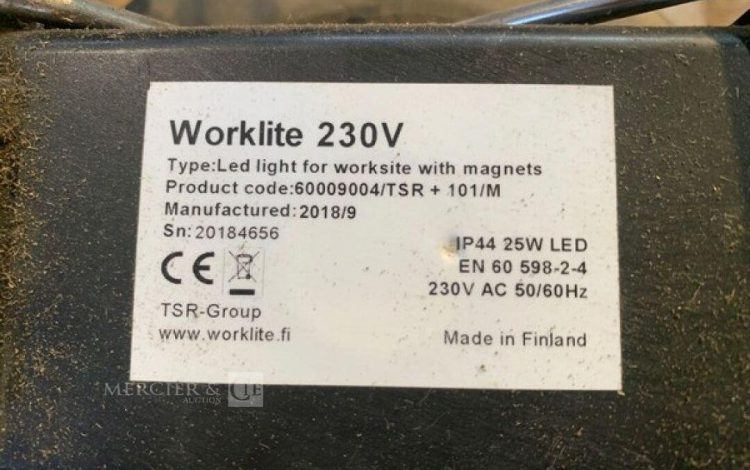 Worklite 230V
Type:Led light for worksite with magnets
Product code:60009004/TSR + 101/M
Manufactured:2018/9
Sn:20184656
IP44 25W LED
EN 60 598-2-4
230V AC 50/60Hz
CE
TSR-Group
www.worklite.fi
Made in Finland
MERCIER & CIE
AUCTION